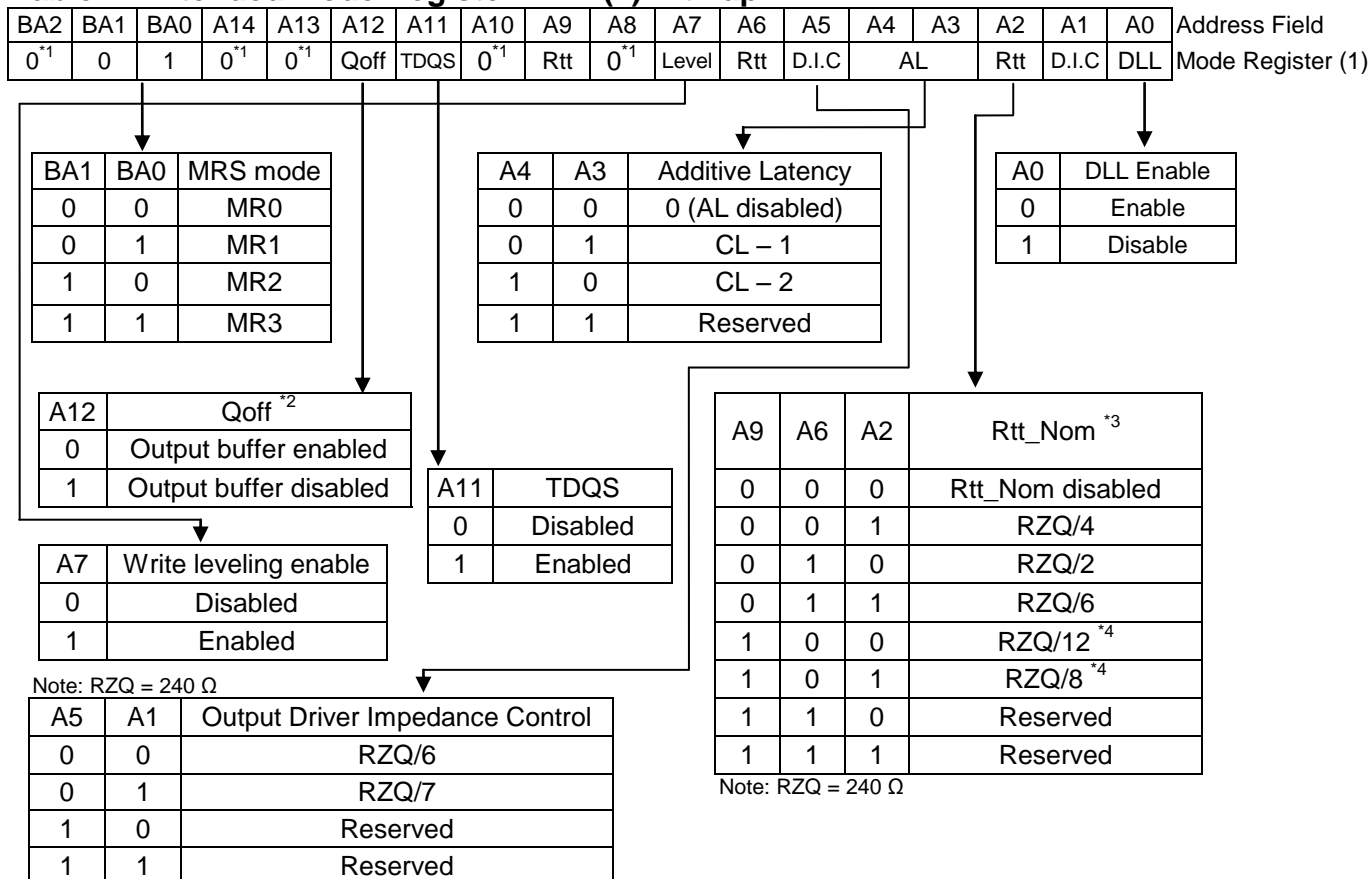 BA2 BA1 BA0 A14 A13 A12 A11 A10 A9 A8 A7 A6 A5 A4 A3 A2 A1 A0 Address Field
0*1 0 1 0*1 0*1 Qoff TDQS 0*1 Rtt 0*1 Level Rtt D.I.C AL Rtt D.I.C DLL Mode Register (1)
BA1 BA0 MRS mode
0 0 MR0
0 1 MR1
1 0 MR2
1 1 MR3
A4 A3 Additive Latency
0 0 0 (AL disabled)
0 1 CL – 1
1 0 CL – 2
1 1 Reserved
A0 DLL Enable
0 Enable
1 Disable
A12 Qoff *2
0 Output buffer enabled
1 Output buffer disabled
A11 TDQS
0 Disabled
1 Enabled
A9 A6 A2 Rtt_Nom *3
0 0 0 Rtt_Nom disabled
0 0 1 RZQ/4
0 1 0 RZQ/2
0 1 1 RZQ/6
1 0 0 RZQ/12 *4
1 0 1 RZQ/8 *4
1 1 0 Reserved
1 1 1 Reserved
Note: RZQ = 240 Ω
A7 Write leveling enable
0 Disabled
1 Enabled
Note: RZQ = 240 Ω
A5 A1 Output Driver Impedance Control
0 0 RZQ/6
0 1 RZQ/7
1 0 Reserved
1 1 Reserved